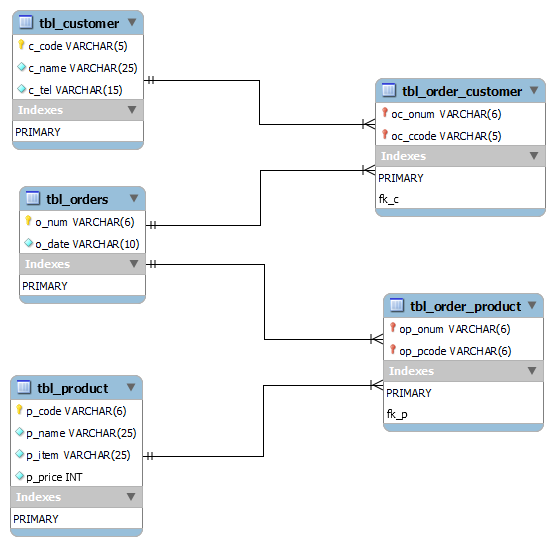 tbl_customer
c_code VARCHAR(5)
c_name VARCHAR(25)
c_tel VARCHAR(15)
Indexes
PRIMARY
tbl_order_customer
oc_onum VARCHAR(6)
oc_ccode VARCHAR(5)
Indexes
PRIMARY
fk_c
tbl_orders
o_num VARCHAR(6)
o_date VARCHAR(10)
Indexes
PRIMARY
tbl_order_product
op_onum VARCHAR(6)
op_pcode VARCHAR(6)
Indexes
PRIMARY
fk_p
tbl_product
p_code VARCHAR(6)
p_name VARCHAR(25)
p_item VARCHAR(25)
p_price INT
Indexes
PRIMARY